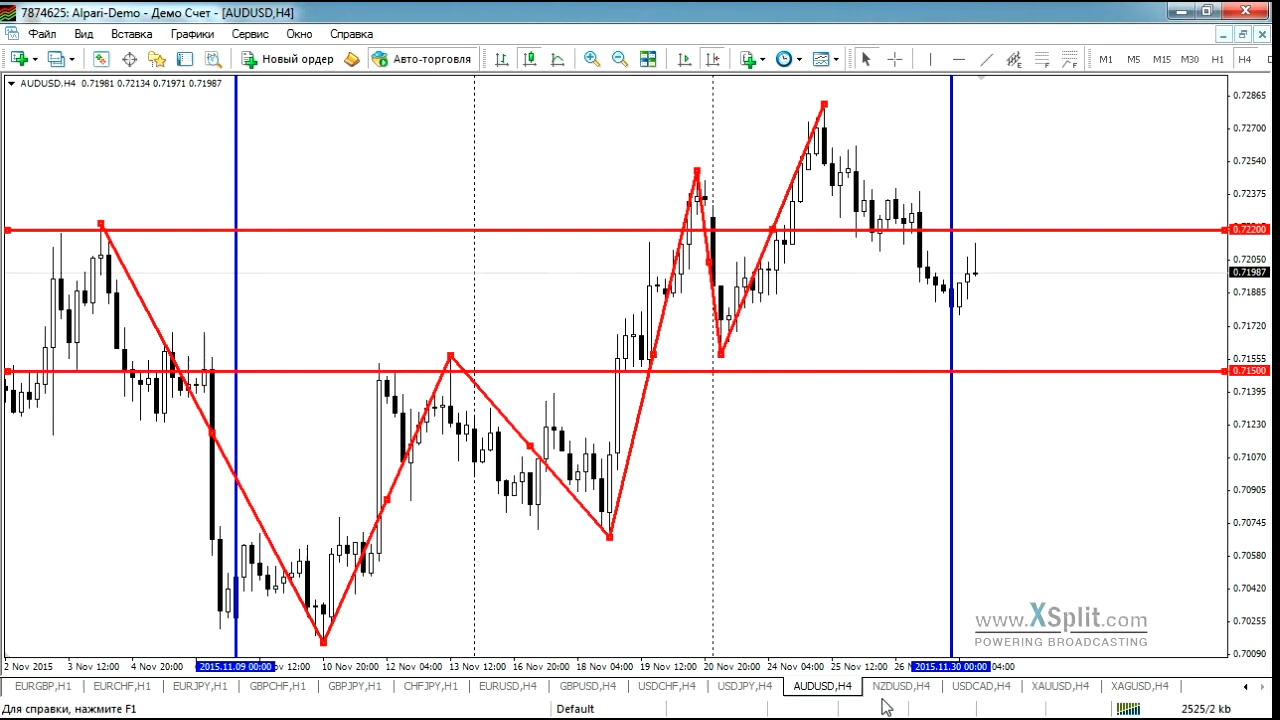 7874625: Alpari-Demo - Демо Счет - [AUDUSD,H4]
Файл Вид Вставка Графики Сервис Окно Справка
Новый ордер Авто-торговля M1 M5 M15 M30 H1 H4
AUDUSD,H4 0.71981 0.72134 0.71971 0.71987
0.72865
0.72700
0.72540
0.72375
0.72200
0.72050
0.71987
0.71885
0.71720
0.71555
0.71500
0.71395
0.71230
0.71070
0.70905
0.70745
0.70580
0.70420
0.70255
0.70090
www.XSplit.com
POWERING BROADCASTING
2 Nov 2015 3 Nov 12:00 4 Nov 20:00 2015.11.09 00:00 12:00 10 Nov 20:00 12 Nov 04:00 13 Nov 12:00 16 Nov 20:00 18 Nov 04:00 19 Nov 12:00 20 Nov 20:00 24 Nov 04:00 25 Nov 12:00 26 2015.11.30 00:00 04:00
EURGBP,H1 EURCHF,H1 EURJPY,H1 GBPCHF,H1 GBPJPY,H1 CHFJPY,H1 EURUSD,H4 GBPUSD,H4 USDCHF,H4 USDJPY,H4 AUDUSD,H4 NZDUSD,H4 USDCAD,H4 XAUUSD,H4 XAGUSD,H4
Для справки, нажмите F1 Default 2525/2 kb